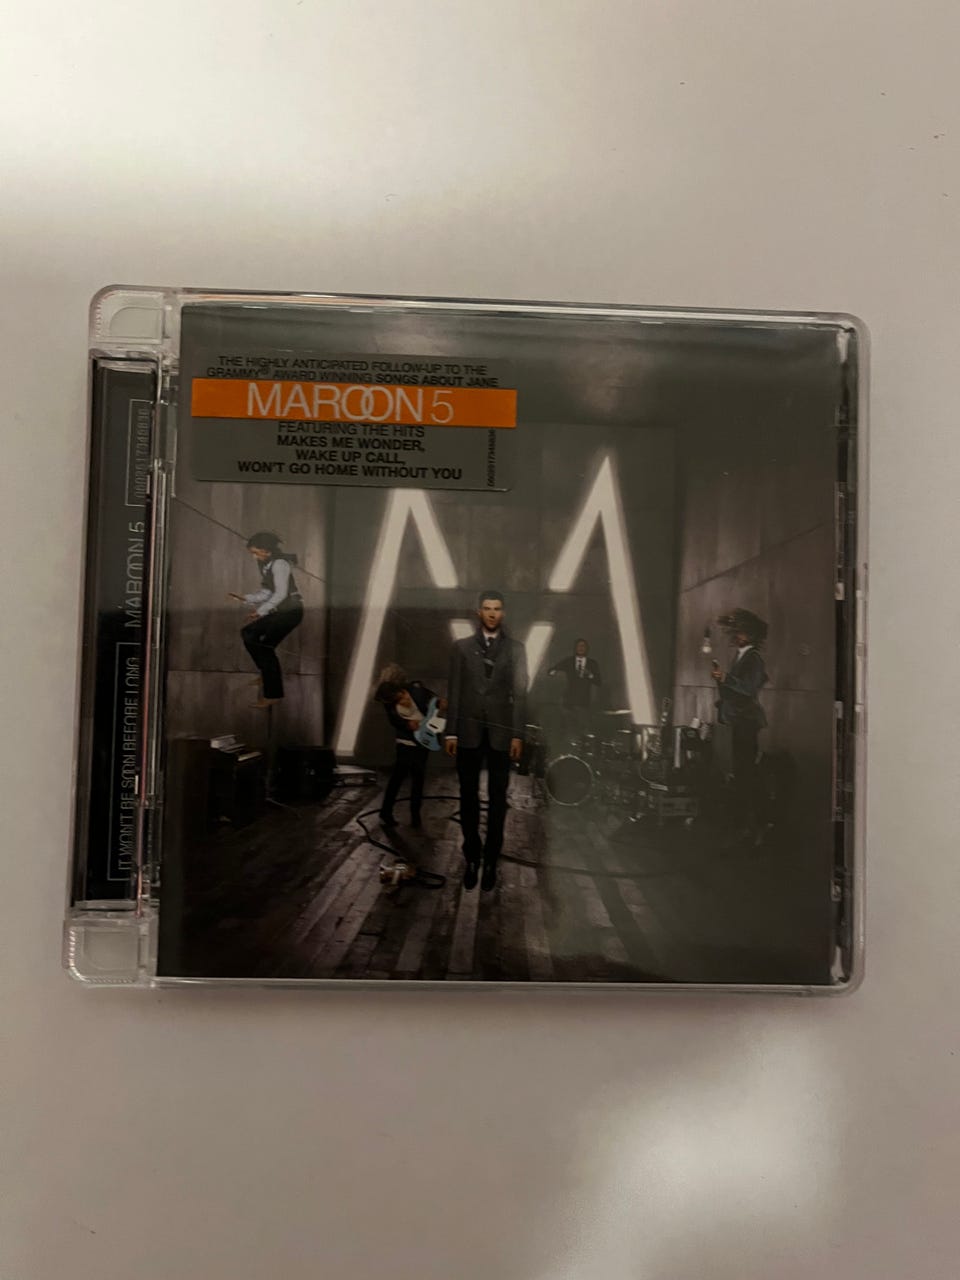 THE HIGHLY ANTICIPATED FOLLOW-UP TO THE
GRAMMY® AWARD WINNING SONGS ABOUT JANE
MAROON 5
FEATURING THE HITS
MAKES ME WONDER,
WAKE UP CALL,
WON'T GO HOME WITHOUT YOU
0602517348836
IT WON'T BE SOON BEFORE LONG
MAROON 5